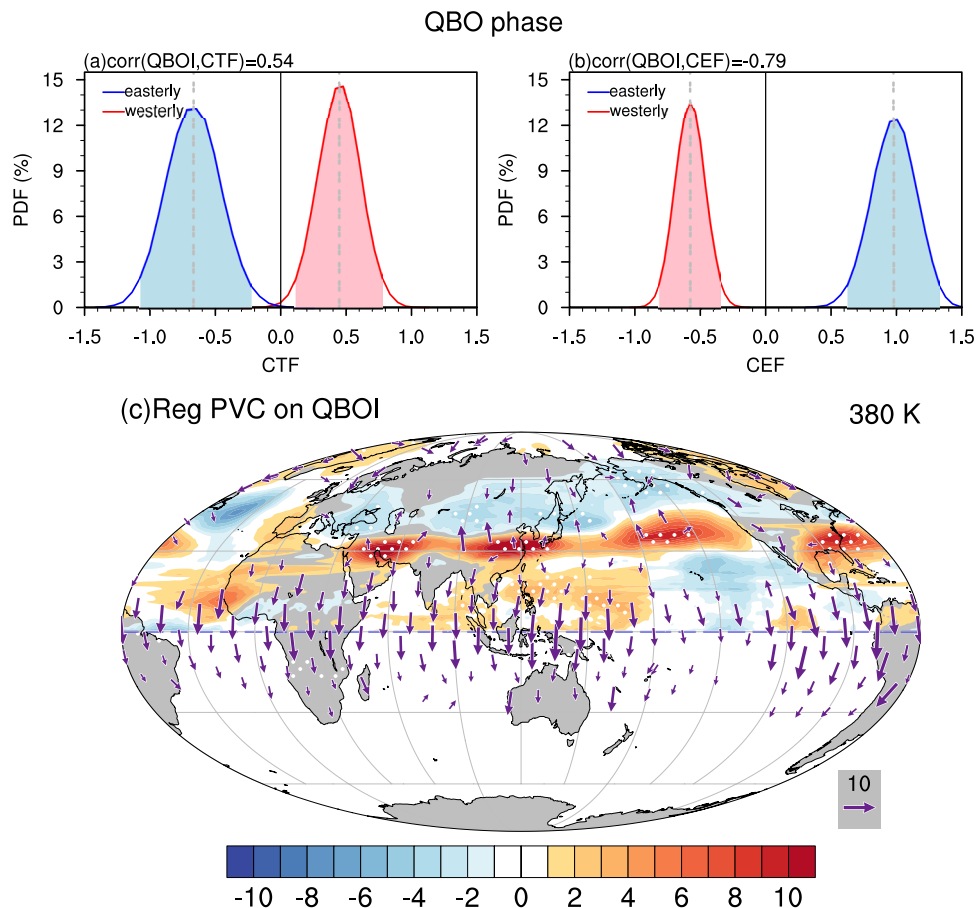 QBO phase
(a)corr(QBOI,CTF)=0.54
15
12
9
6
3
0
PDF (%)
easterly
westerly
-1.5 -1.0 -0.5 0.0 0.5 1.0 1.5
CTF
(b)corr(QBOI,CEF)=-0.79
15
12
9
6
3
0
PDF (%)
easterly
westerly
-1.5 -1.0 -0.5 0.0 0.5 1.0 1.5
CEF
(c)Reg PVC on QBOI
380 K
10
-10 -8 -6 -4 -2 0 2 4 6 8 10